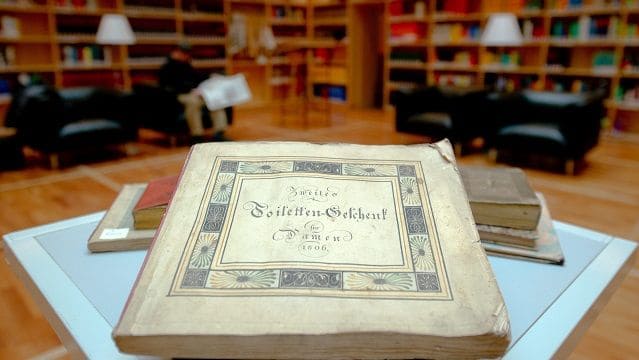 Zweites
Toiletten-Geschenk
für
Damen
1806.